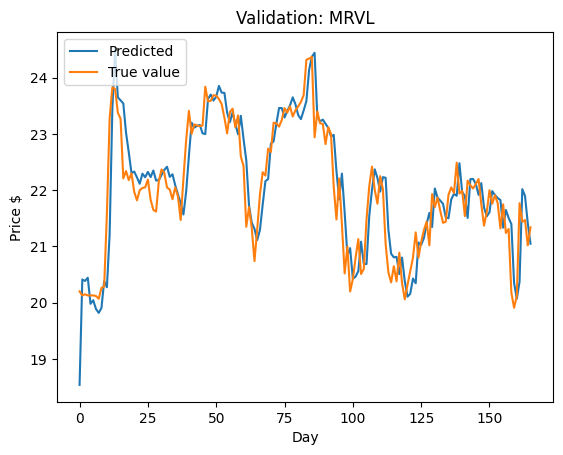 Validation: MRVL
Predicted
True value
Price $
24
23
22
21
20
19
0 25 50 75 100 125 150
Day